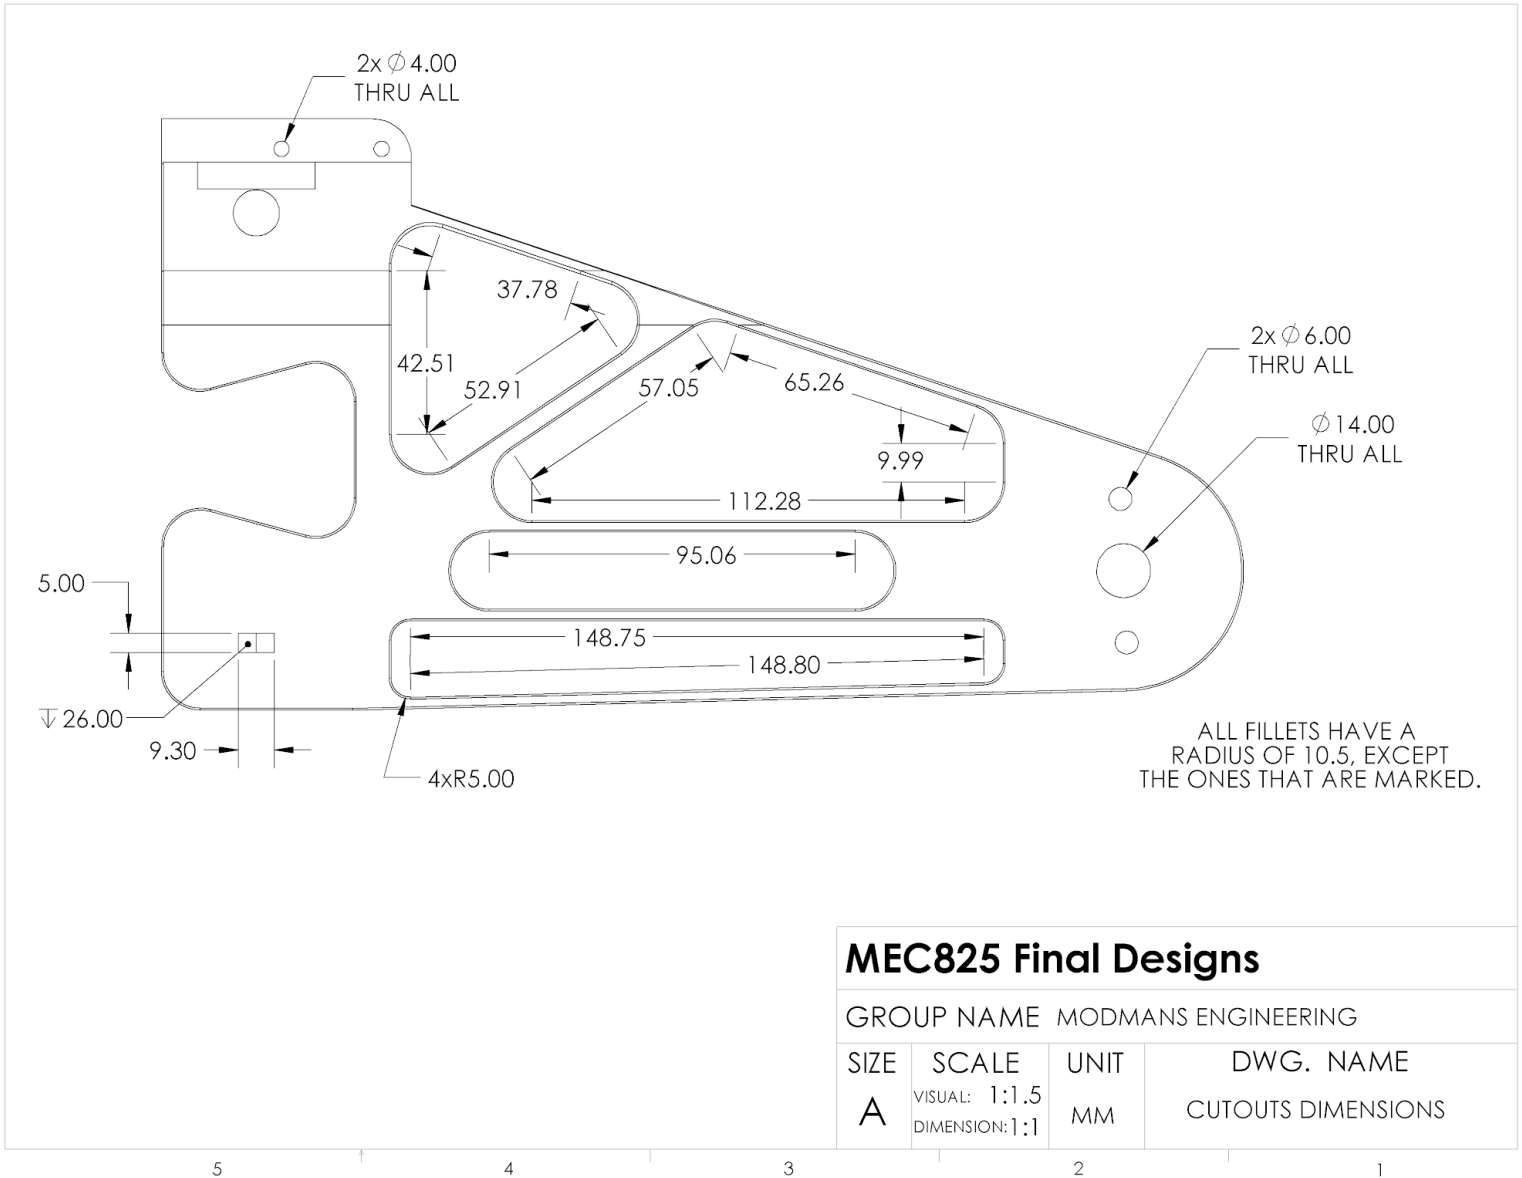 2x ∅4.00
THRU ALL
37.78
42.51
52.91
57.05
65.26
2x ∅6.00
THRU ALL
∅14.00
THRU ALL
9.99
112.28
95.06
5.00
148.75
148.80
↧26.00
9.30
4xR5.00
ALL FILLETS HAVE A
RADIUS OF 10.5, EXCEPT
THE ONES THAT ARE MARKED.
MEC825 Final Designs
GROUP NAME MODMANS ENGINEERING
SIZE SCALE UNIT DWG. NAME
VISUAL: 1:1.5
A MM CUTOUTS DIMENSIONS
DIMENSION:1:1
5 4 3 2 1